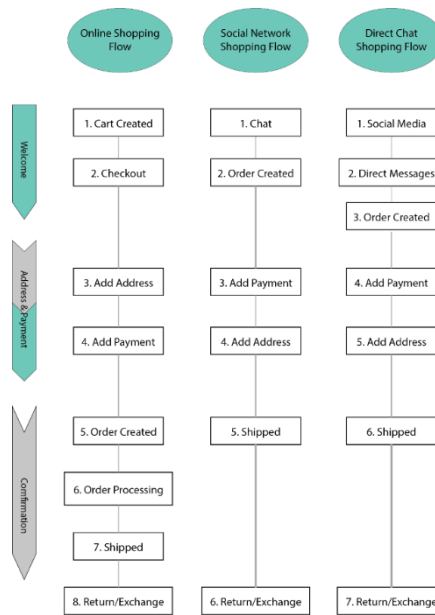 Online Shopping
Flow
Social Network
Shopping Flow
Direct Chat
Shopping Flow
Welcome
1. Cart Created
1. Chat
1. Social Media
2. Checkout
2. Order Created
2. Direct Messages
3. Order Created
Address & Payment
3. Add Address
3. Add Payment
4. Add Payment
4. Add Payment
4. Add Address
5. Add Address
Comfirmation
5. Order Created
5. Shipped
6. Shipped
6. Order Processing
7. Shipped
8. Return/Exchange
6. Return/Exchange
7. Return/Exchange